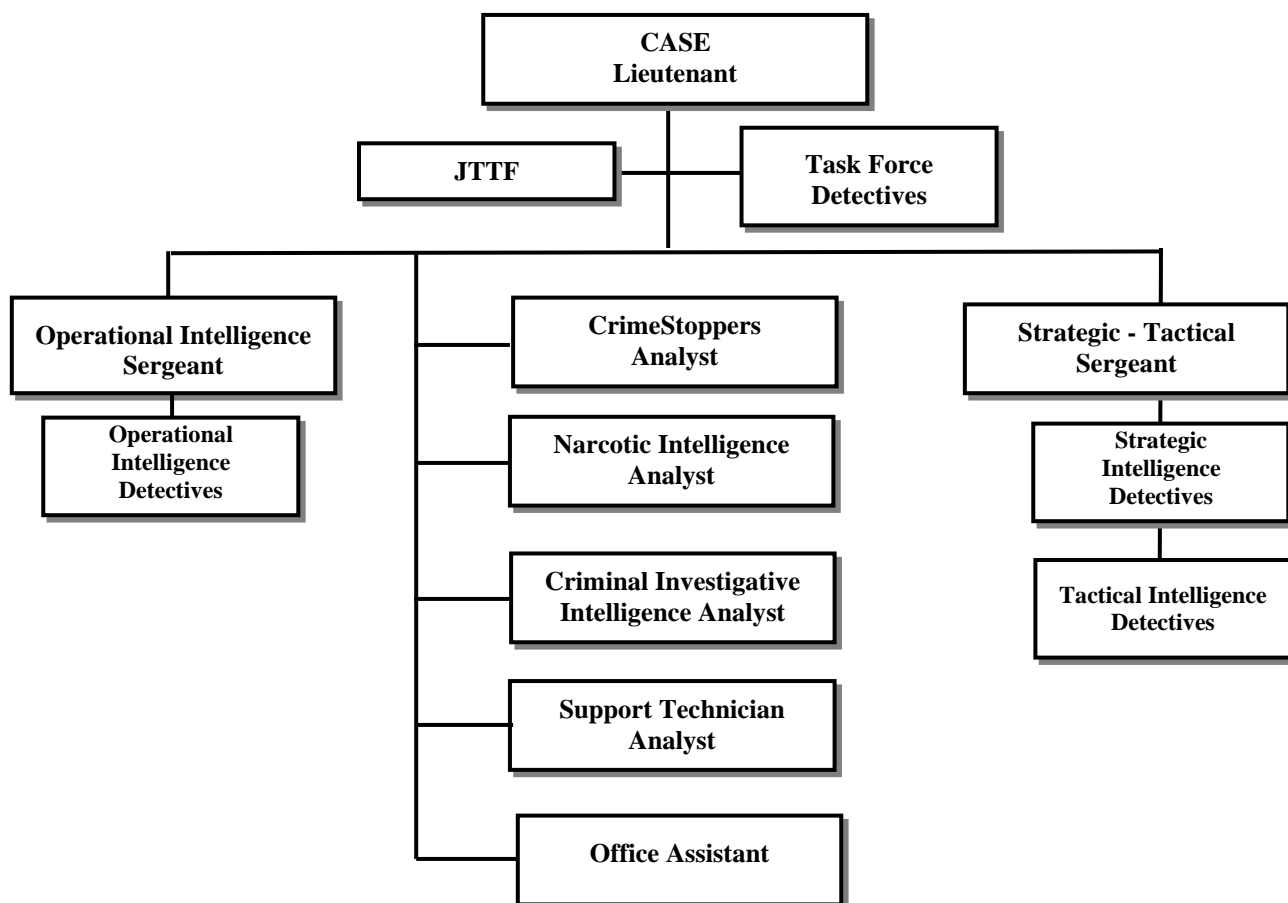 CASE
Lieutenant
JTTF
Task Force
Detectives
Operational Intelligence
Sergeant
Operational
Intelligence
Detectives
CrimeStoppers
Analyst
Narcotic Intelligence
Analyst
Criminal Investigative
Intelligence Analyst
Support Technician
Analyst
Office Assistant
Strategic - Tactical
Sergeant
Strategic
Intelligence
Detectives
Tactical Intelligence
Detectives